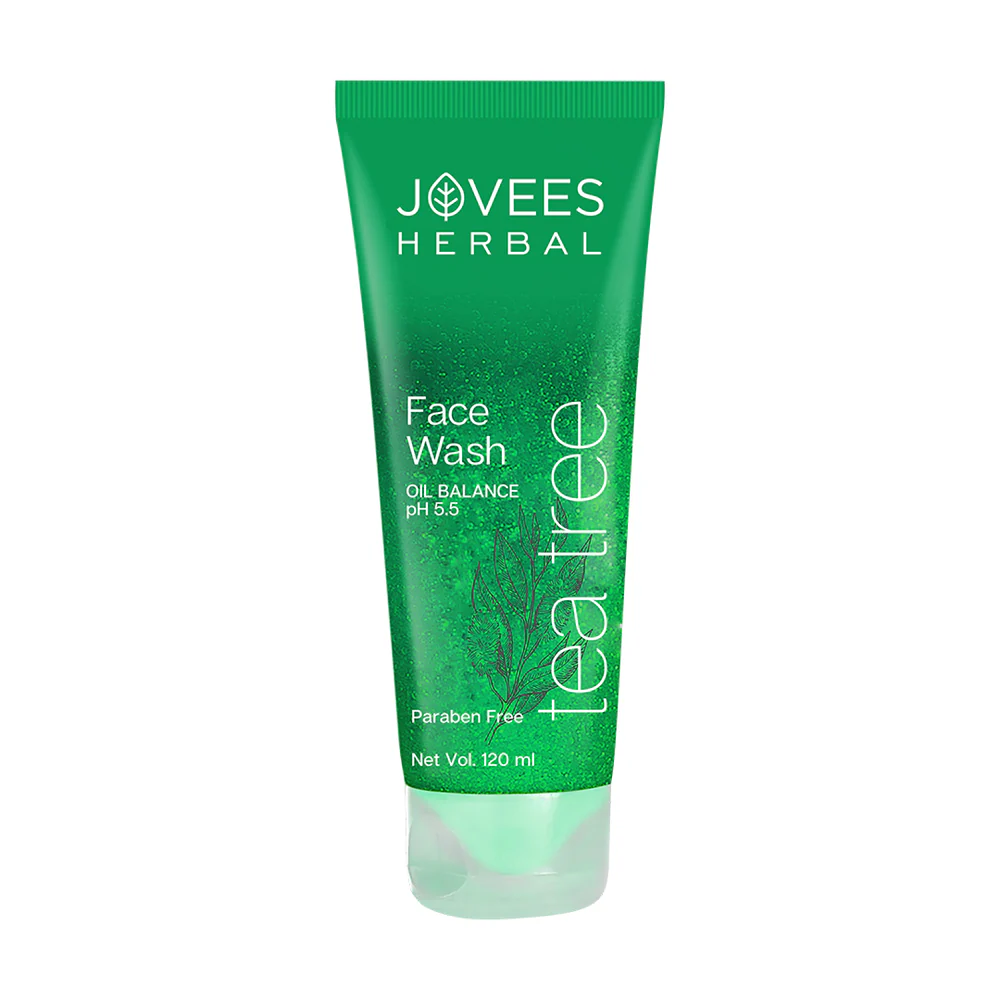 JOVEES
HERBAL
Face
Wash
OIL BALANCE
pH 5.5
tea tree
Paraben Free
Net Vol. 120 ml